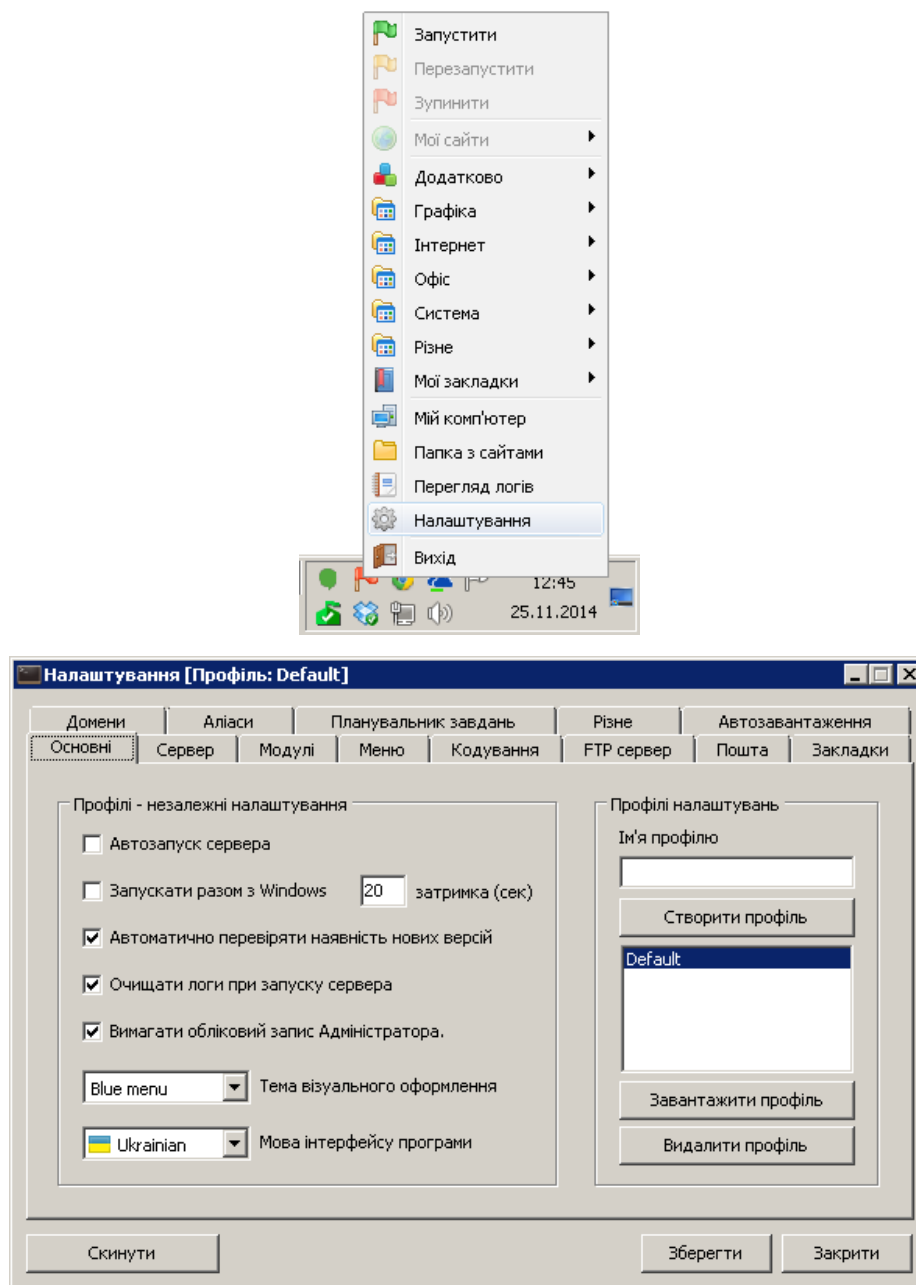 Запустити
Перезапустити
Зупинити
Мої сайти
Додатково
Графіка
Інтернет
Офіс
Система
Різне
Мої закладки
Мій комп'ютер
Папка з сайтами
Перегляд логів
Налаштування
Вихід
12:45
25.11.2014
Налаштування [Профіль: Default]
Домени Аліаси Планувальник завдань Різне Автозавантаження
Основні Сервер Модулі Меню Кодування FTP сервер Пошта Закладки
Профілі - незалежні налаштування
Автозапуск сервера
Запускати разом з Windows 20 затримка (сек)
Автоматично перевіряти наявність нових версій
Очищати логи при запуску сервера
Вимагати обліковий запис Адміністратора.
Blue menu Тема візуального оформлення
Ukrainian Мова інтерфейсу програми
Профілі налаштувань
Ім'я профілю
Створити профіль
Default
Завантажити профіль
Видалити профіль
Скинути Зберегти Закрити